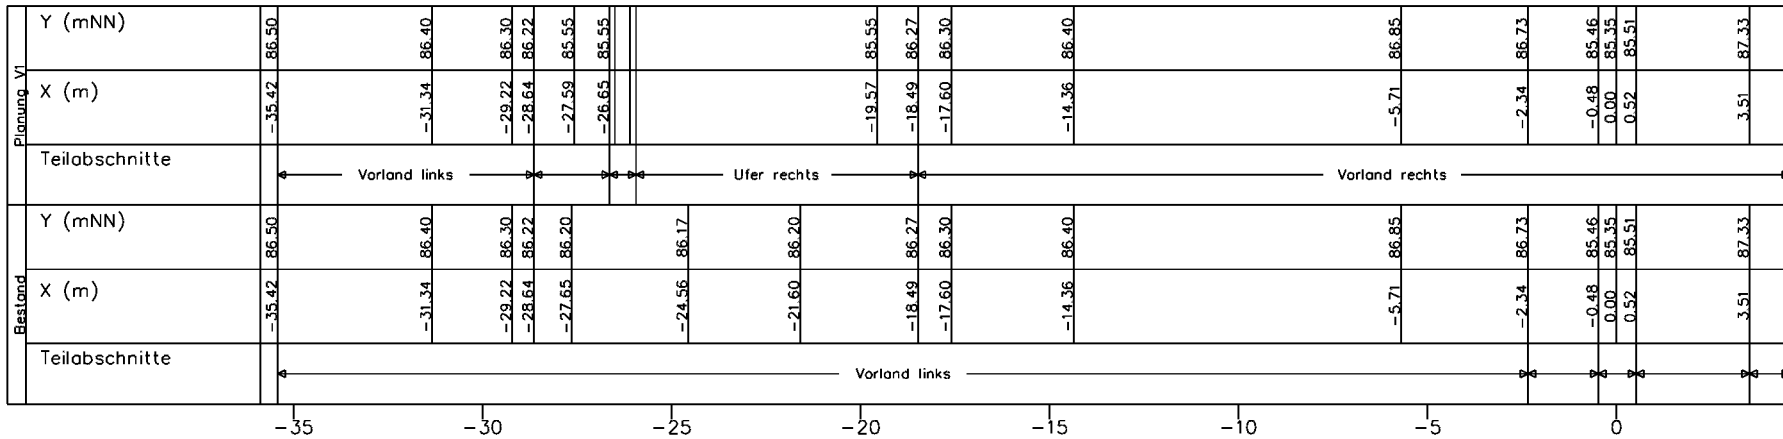 Planung V1
Y (mNN) 86.50 86.40 86.30 86.22 85.55 85.55 85.55 86.27 86.30 86.40 86.85 86.73 85.46 85.35 85.51 87.33
X (m) -35.42 -31.34 -29.22 -28.64 -27.59 -26.65 -19.57 -18.49 -17.60 -14.36 -5.71 -2.34 -0.48 0.00 0.52 3.51
Teilabschnitte Vorland links Ufer rechts Vorland rechts
Bestand
Y (mNN) 86.50 86.40 86.30 86.22 86.20 86.17 86.20 86.27 86.30 86.40 86.85 86.73 85.46 85.35 85.51 87.33
X (m) -35.42 -31.34 -29.22 -28.64 -27.65 -24.56 -21.60 -18.49 -17.60 -14.36 -5.71 -2.34 -0.48 0.00 0.52 3.51
Teilabschnitte Vorland links
-35 -30 -25 -20 -15 -10 -5 0